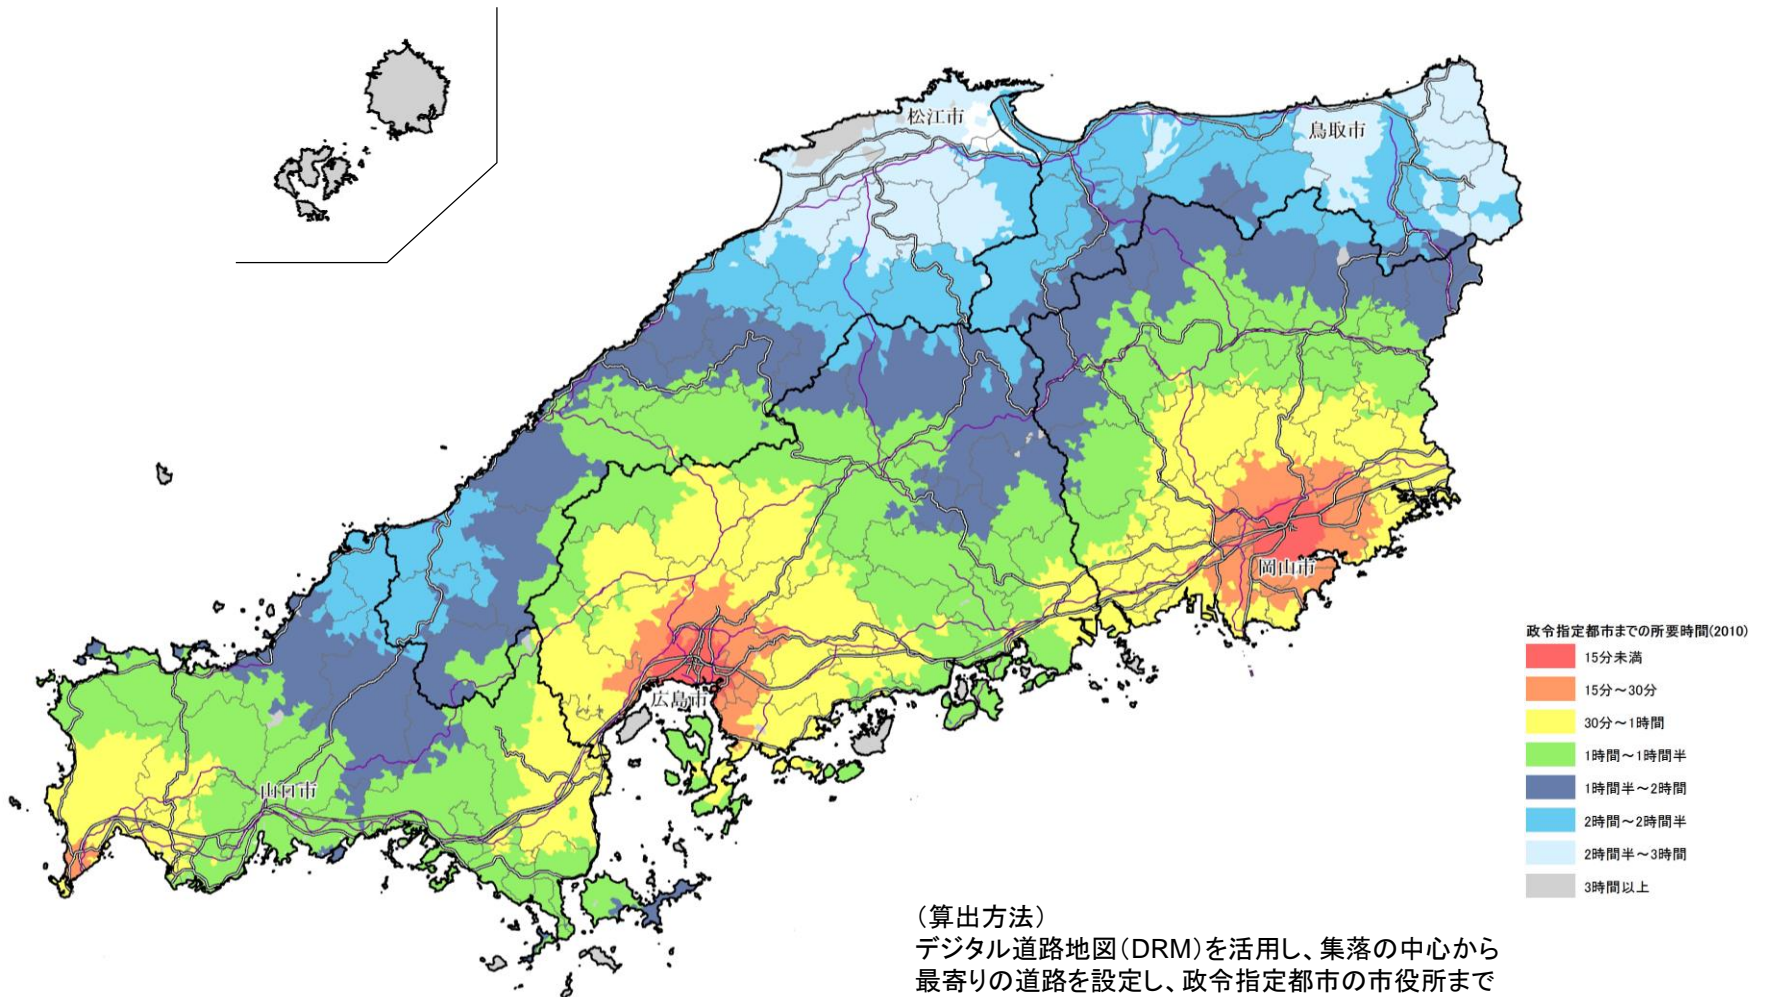 松江市
鳥取市
岡山市
広島市
山口市
政令指定都市までの所要時間(2010)
15分未満
15分～30分
30分～1時間
1時間～1時間半
1時間半～2時間
2時間～2時間半
2時間半～3時間
3時間以上
（算出方法）
デジタル道路地図（DRM）を活用し、集落の中心から
最寄りの道路を設定し、政令指定都市の市役所まで